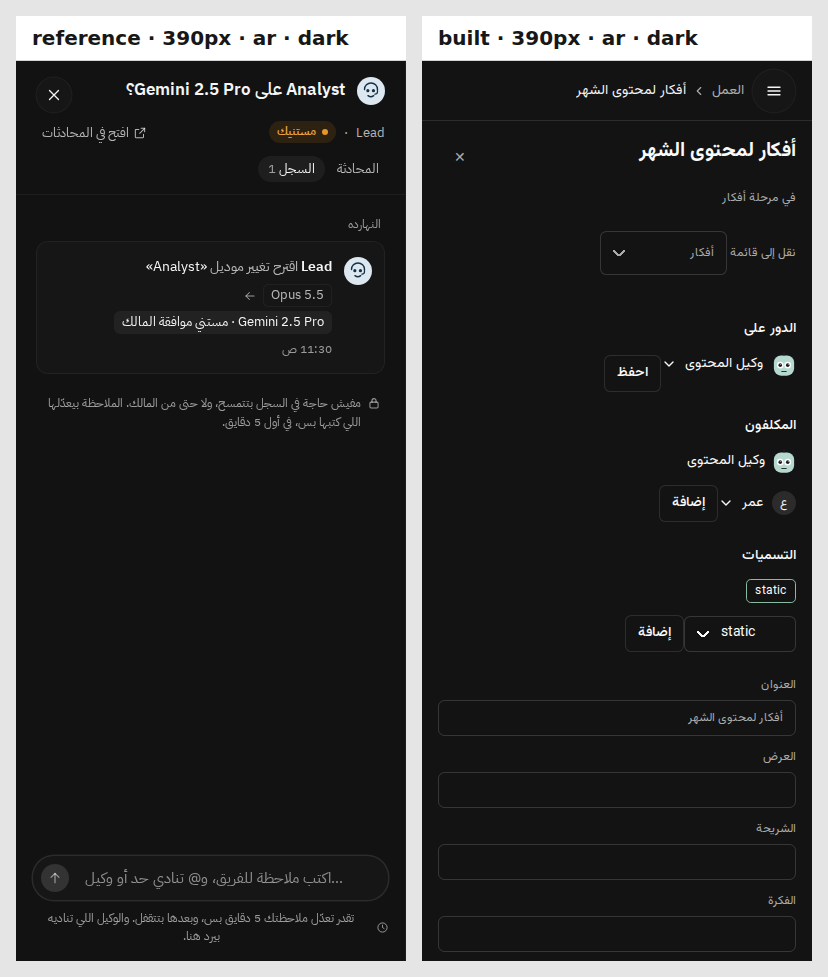 reference · 390px · ar · dark
Analyst على Gemini 2.5 Pro؟
Lead · مستنيك
افتح في المحادثات
المحادثة
السجل 1
النهارده
Lead اقترح تغيير موديل «Analyst»
Opus 5.5 ←
Gemini 2.5 Pro · مستني موافقة المالك
11:30 ص
مفيش حاجة في السجل بتتمسح، ولا حتى من المالك. الملاحظة بيعدّلها
اللي كتبها بس، في أول 5 دقايق.
اكتب ملاحظة للفريق، و@ تنادي حد أو وكيل...
تقدر تعدّل ملاحظتك 5 دقايق بس، وبعدها بتتقفل. والوكيل اللي تناديه
بيرد هنا.
built · 390px · ar · dark
العمل › أفكار لمحتوى الشهر
أفكار لمحتوى الشهر
×
في مرحلة أفكار
نقل إلى قائمة
أفكار
الدور على
وكيل المحتوى
احفظ
المكلفون
وكيل المحتوى
ع
عمر
إضافة
التسميات
static
static
إضافة
العنوان
أفكار لمحتوى الشهر
العرض
الشريحة
الفكرة